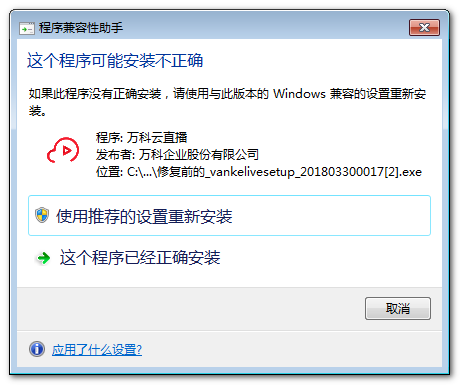 程序兼容性助手
这个程序可能安装不正确
如果此程序没有正确安装，请使用与此版本的 Windows 兼容的设置重新安
装。
程序: 万科云直播
发布者: 万科企业股份有限公司
位置: C:\...\修复前的_vankelivesetup_201803300017[2].exe
使用推荐的设置重新安装
这个程序已经正确安装
取消
应用了什么设置?